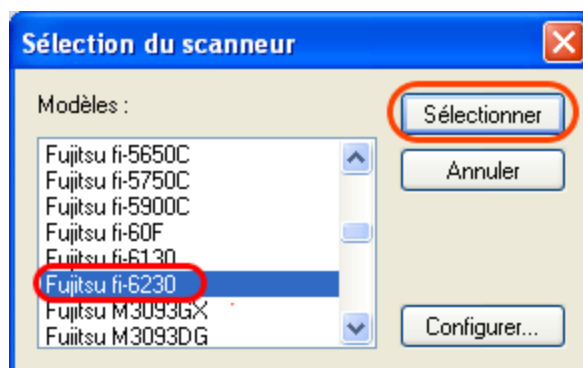 Sélection du scanneur
Modèles :
Sélectionner
Annuler
Configurer...
Fujitsu fi-5650C
Fujitsu fi-5750C
Fujitsu fi-5900C
Fujitsu fi-60F
Fujitsu fi-6130
Fujitsu fi-6230
Fujitsu M3093GX
Fujitsu M3093DG